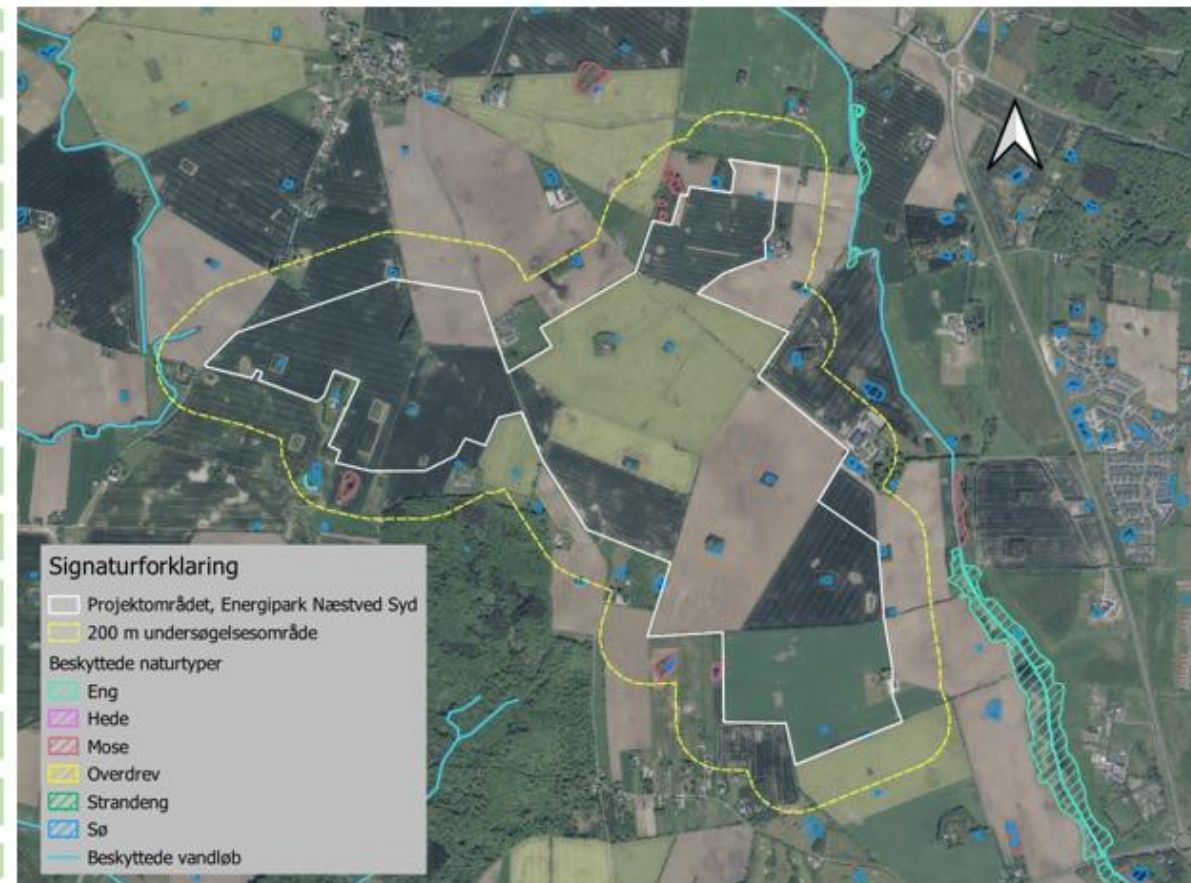 Signaturforklaring
Projektområdet, Energipark Næstved Syd
200 m undersøgelsesområde
Beskyttede naturtyper
Eng
Hede
Mose
Overdrev
Strandeng
Sø
Beskyttede vandløb